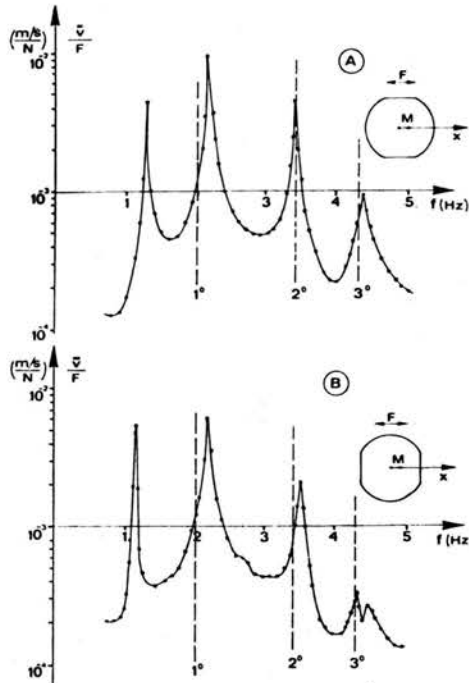 (m/s/N) v̄/F
10⁻²
A
F
M
x
10⁻³
1 2 3 4 5 f(Hz)
1° 2° 3°
10⁻⁴
(m/s/N) v̄/F
10⁻²
B
F
M
x
10⁻³
1 2 3 4 5 f(Hz)
1° 2° 3°
10⁻⁴